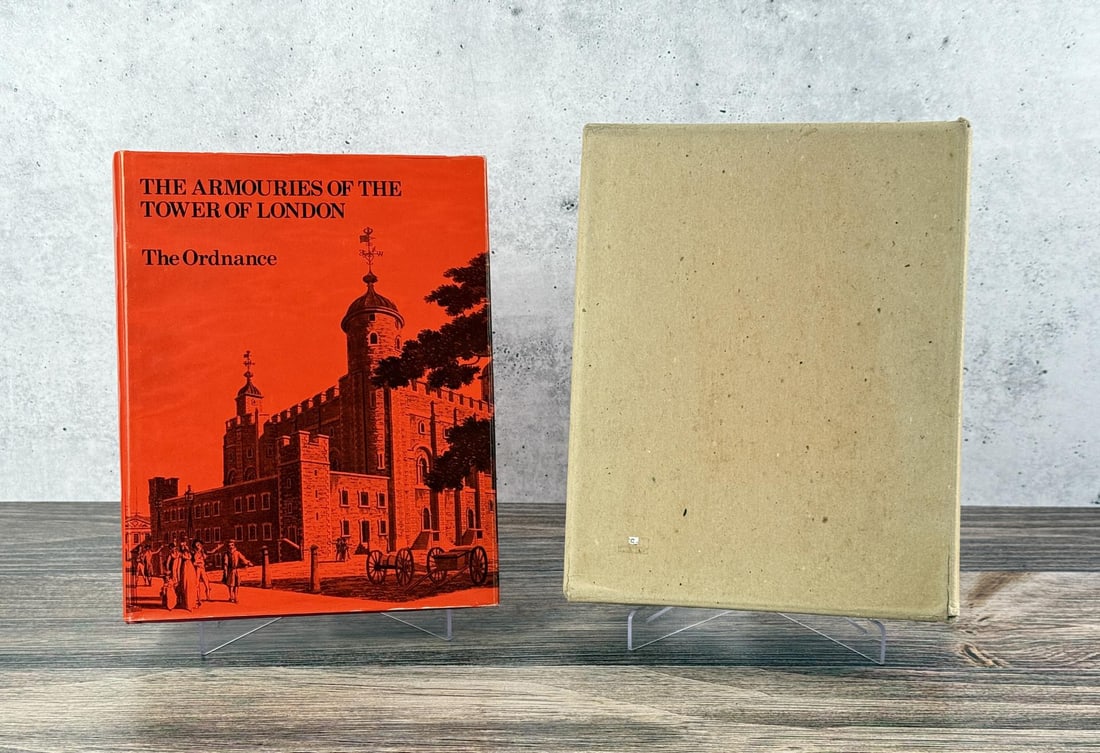 THE ARMOURIES OF THE
TOWER OF LONDON
The Ordnance